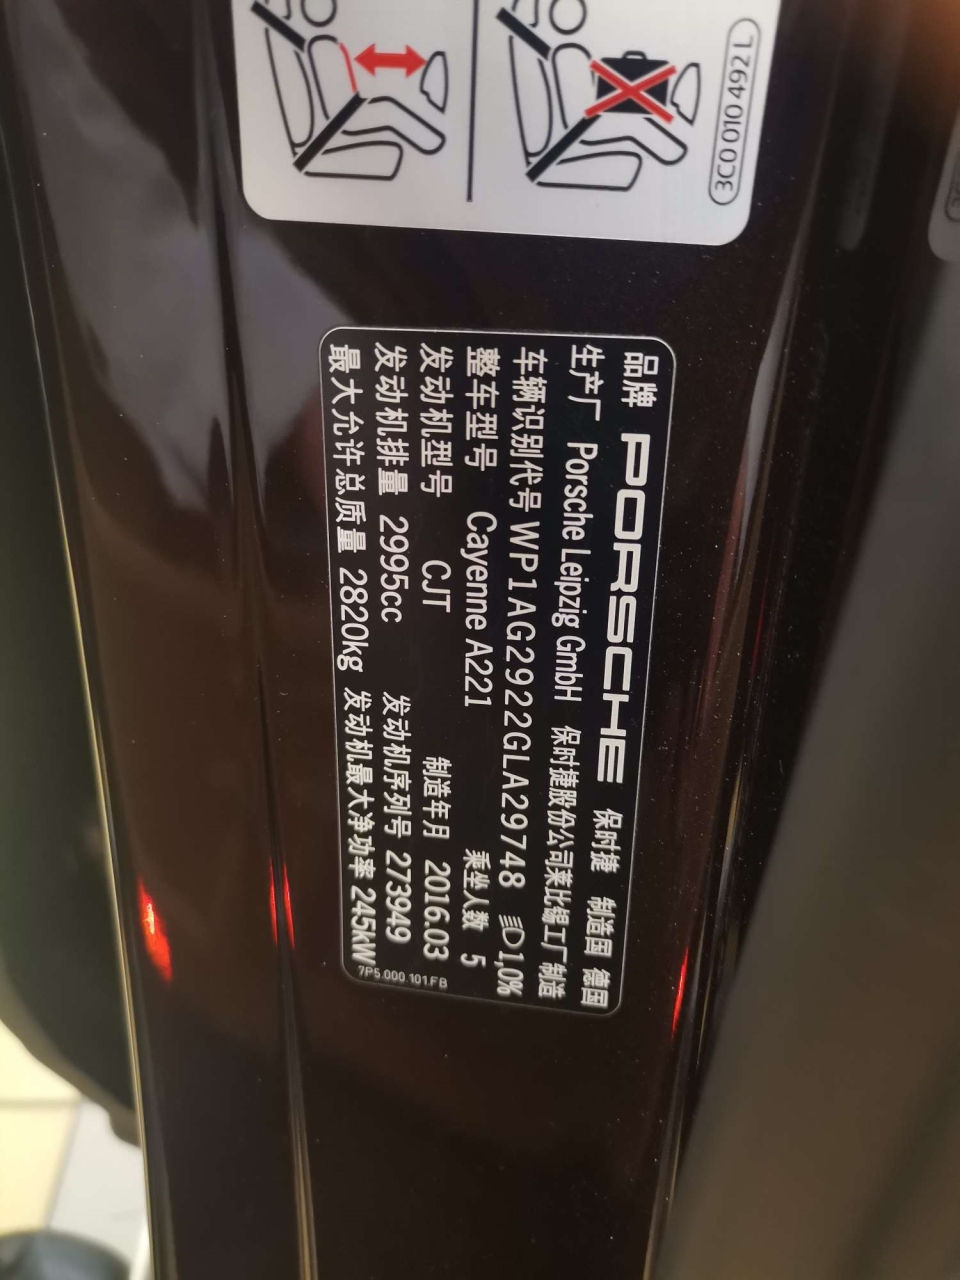 3C0 010 492 L
品牌 PORSCHE 保时捷 制造国 德国
生产厂 Porsche Leipzig GmbH 保时捷股份公司莱比锡工厂制造
车辆识别代号 WP1AG2922GLA29748 1,0%
整车型号 Cayenne A221 乘坐人数 5
发动机型号 CJT 制造年月 2016.03
发动机排量 2995cc 发动机序列号 273949
最大允许总质量 2820kg 发动机最大净功率 245kW
7P5.000.101.FB